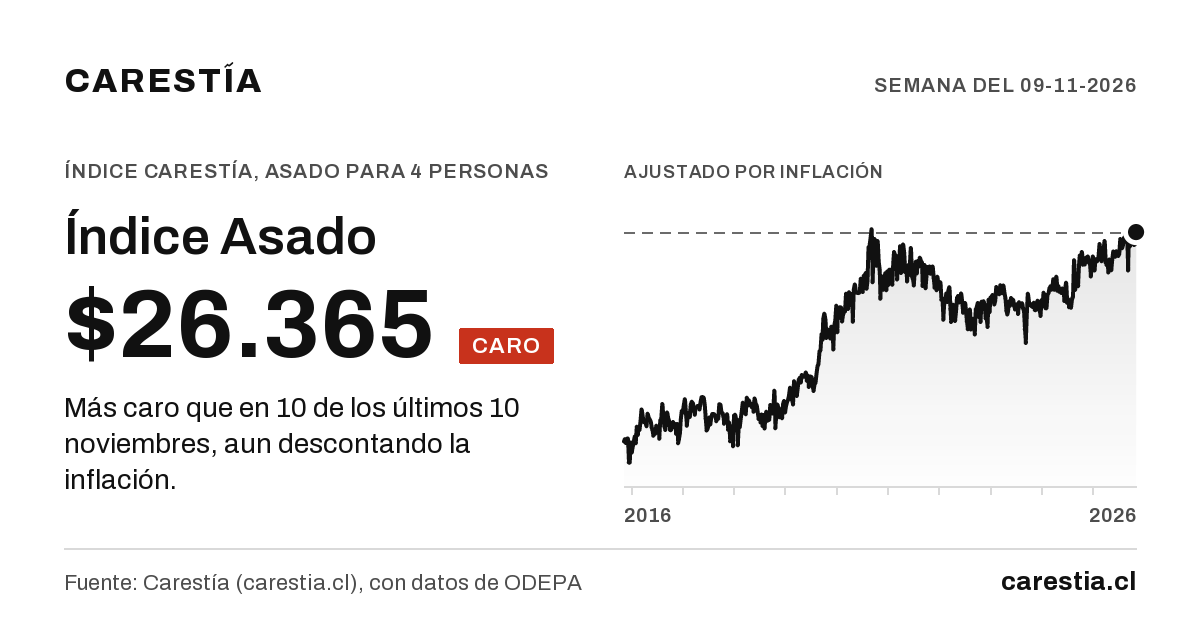 CARESTÍA
SEMANA DEL 09-11-2026
ÍNDICE CARESTÍA, ASADO PARA 4 PERSONAS
Índice Asado
$26.365
CARO
Más caro que en 10 de los últimos 10
noviembres, aun descontando la
inflación.
AJUSTADO POR INFLACIÓN
2016
2026
Fuente: Carestía (carestia.cl), con datos de ODEPA
carestia.cl